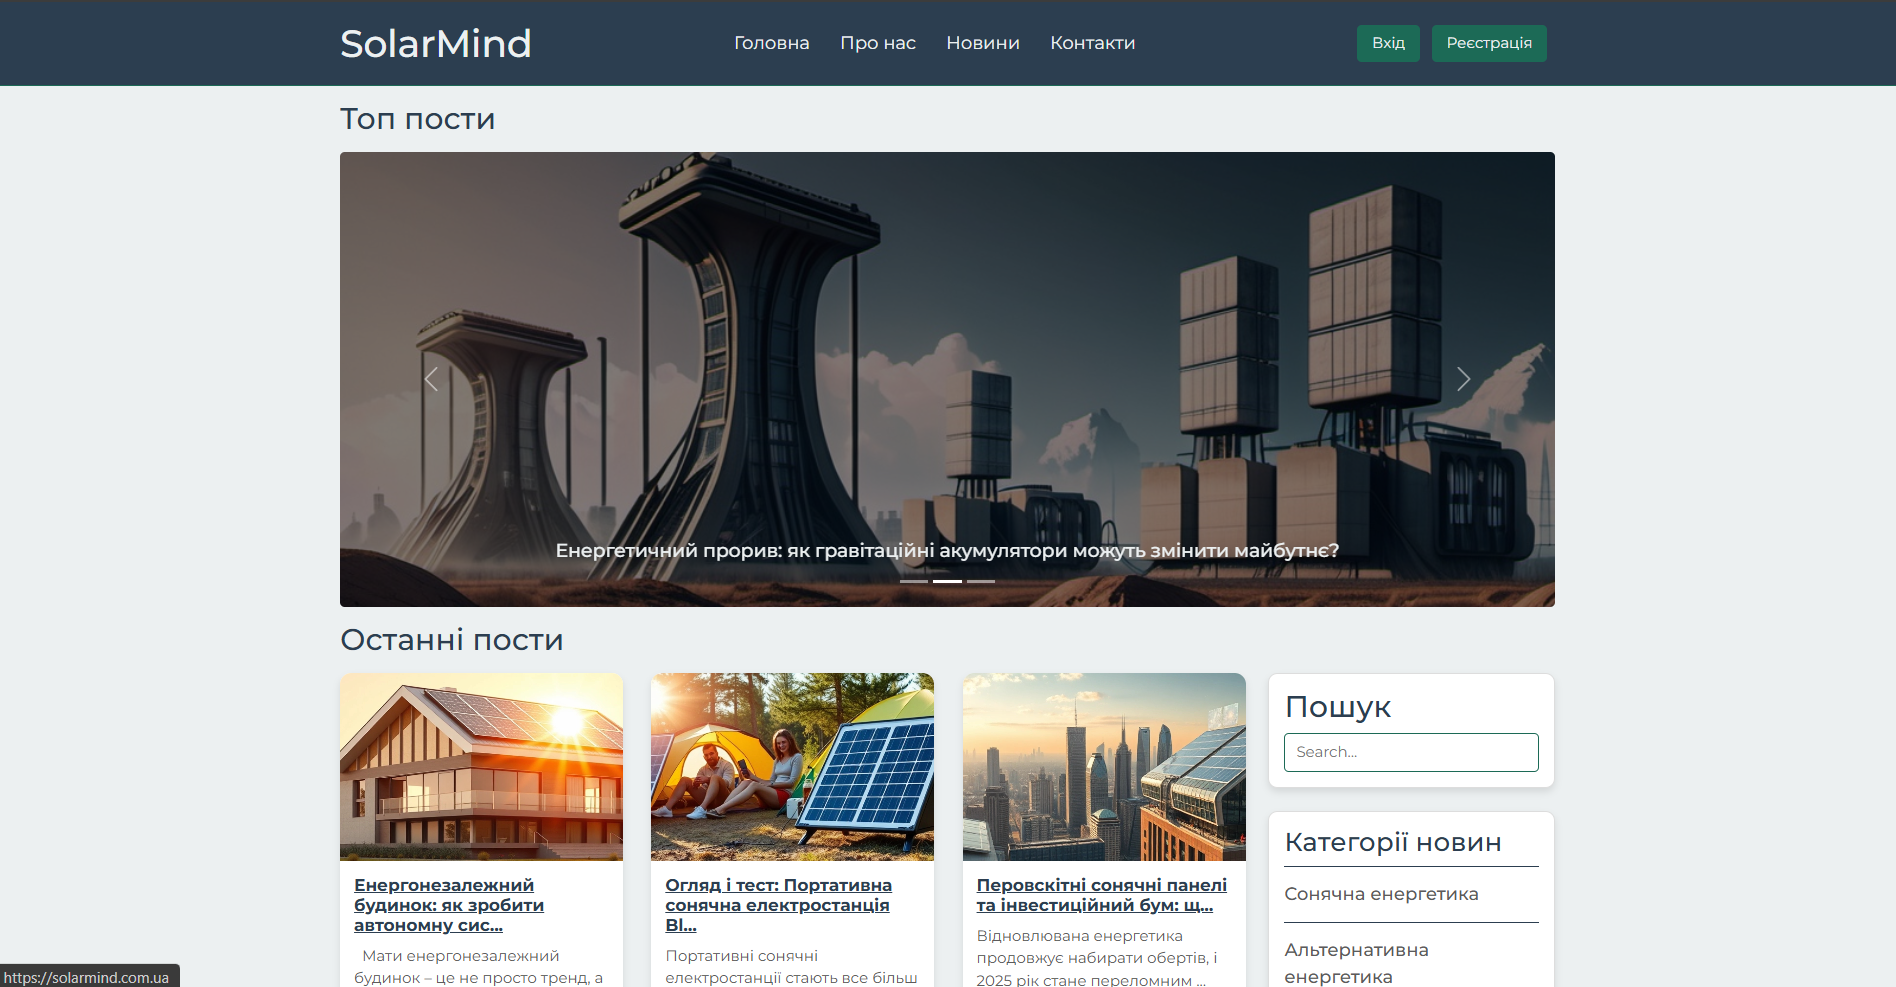 SolarMind
Головна
Про нас
Новини
Контакти
Вхід
Реєстрація
Топ пости
Енергетичний прорив: як гравітаційні акумулятори можуть змінити майбутнє?
Останні пости
Енергонезалежний
будинок: як зробити
автономну сис...
Мати енергонезалежний
будинок – це не просто тренд, а
Огляд і тест: Портативна
сонячна електростанція
Bl...
Портативні сонячні
електростанції стають все більш
Перовскітні сонячні панелі
та інвестиційний бум: щ...
Відновлювана енергетика
продовжує набирати обертів, і
2025 рік стане переломним ...
Пошук
Search...
Категорії новин
Сонячна енергетика
Альтернативна
енергетика
https://solarmind.com.ua